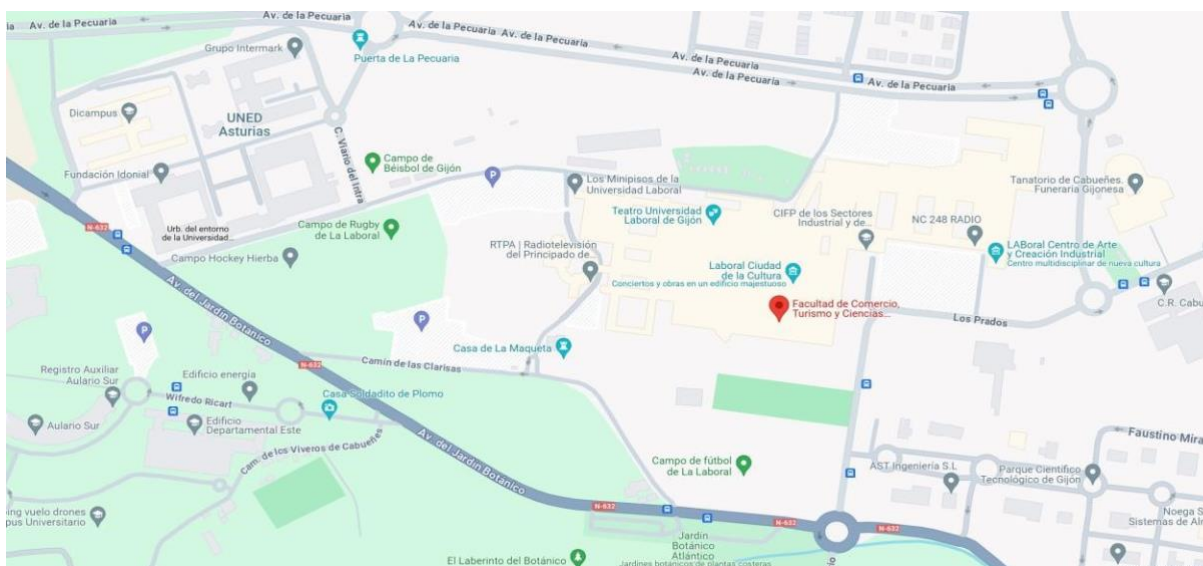 Av. de la Pecuaria
Av. de la Pecuaria
Av. de la Pecuaria
Av. de la Pecuaria
Av. de la Pecuaria
Av. de la Pecuaria
Av. de la Pecuaria
Grupo Intermark
Puerta de La Pecuaria
Dicampus
UNED
Asturias
C. Viario del Intra
Fundación Idonial
Campo de
Béisbol de Gijón
P
Los Minipisos de la
Universidad Laboral
Teatro Universidad
Laboral de Gijón
CIFP de los Sectores
Industrial y de...
NC 248 RADIO
Tanatorio de Cabueñes.
Funeraria Gijonesa
N-632
Urb. del entorno
de la Universidad...
Campo de Rugby
de La Laboral
Campo Hockey Hierba
RTPA | Radiotelevisión
del Principado de...
Laboral Ciudad
de la Cultura
Conciertos y obras en un edificio majestuoso
LABoral Centro de Arte
y Creación Industrial
Centro multidisciplinar de nueva cultura
C.R. Cabu
Facultad de Comercio,
Turismo y Ciencias...
Los Prados
Av. del Jardín Botánico
P
P
Casa de La Maqueta
Camín de las Clarisas
N-632
Registro Auxiliar
Aulario Sur
Edificio energía
Wifredo Ricart
Casa Soldadito de Plomo
Aulario Sur
Edificio
Departamental Este
Cam. de los Viveros de Cabueñes
Av. del Jardín Botánico
Campo de fútbol
de La Laboral
Faustino Mira
AST Ingeniería S.L
Parque Científico
Tecnológico de Gijón
ing vuelo drones
pus Universitario
N-632
N-632
N-632
Noega S
Sistemas de Al
Jardín
Botánico
Atlántico
Jardines botánicos de plantas costeras
El Laberinto del Botánico